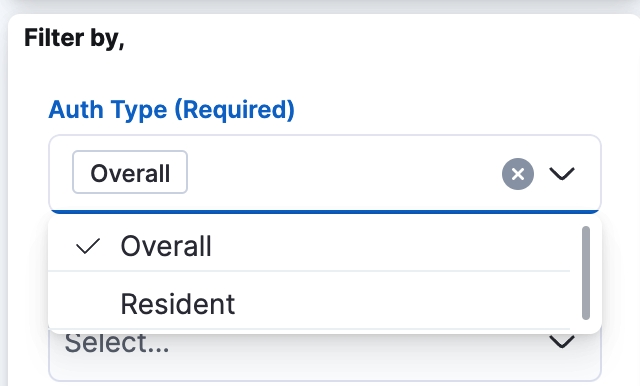 Filter by,
Auth Type (Required)
Overall
Overall
Resident
Select...